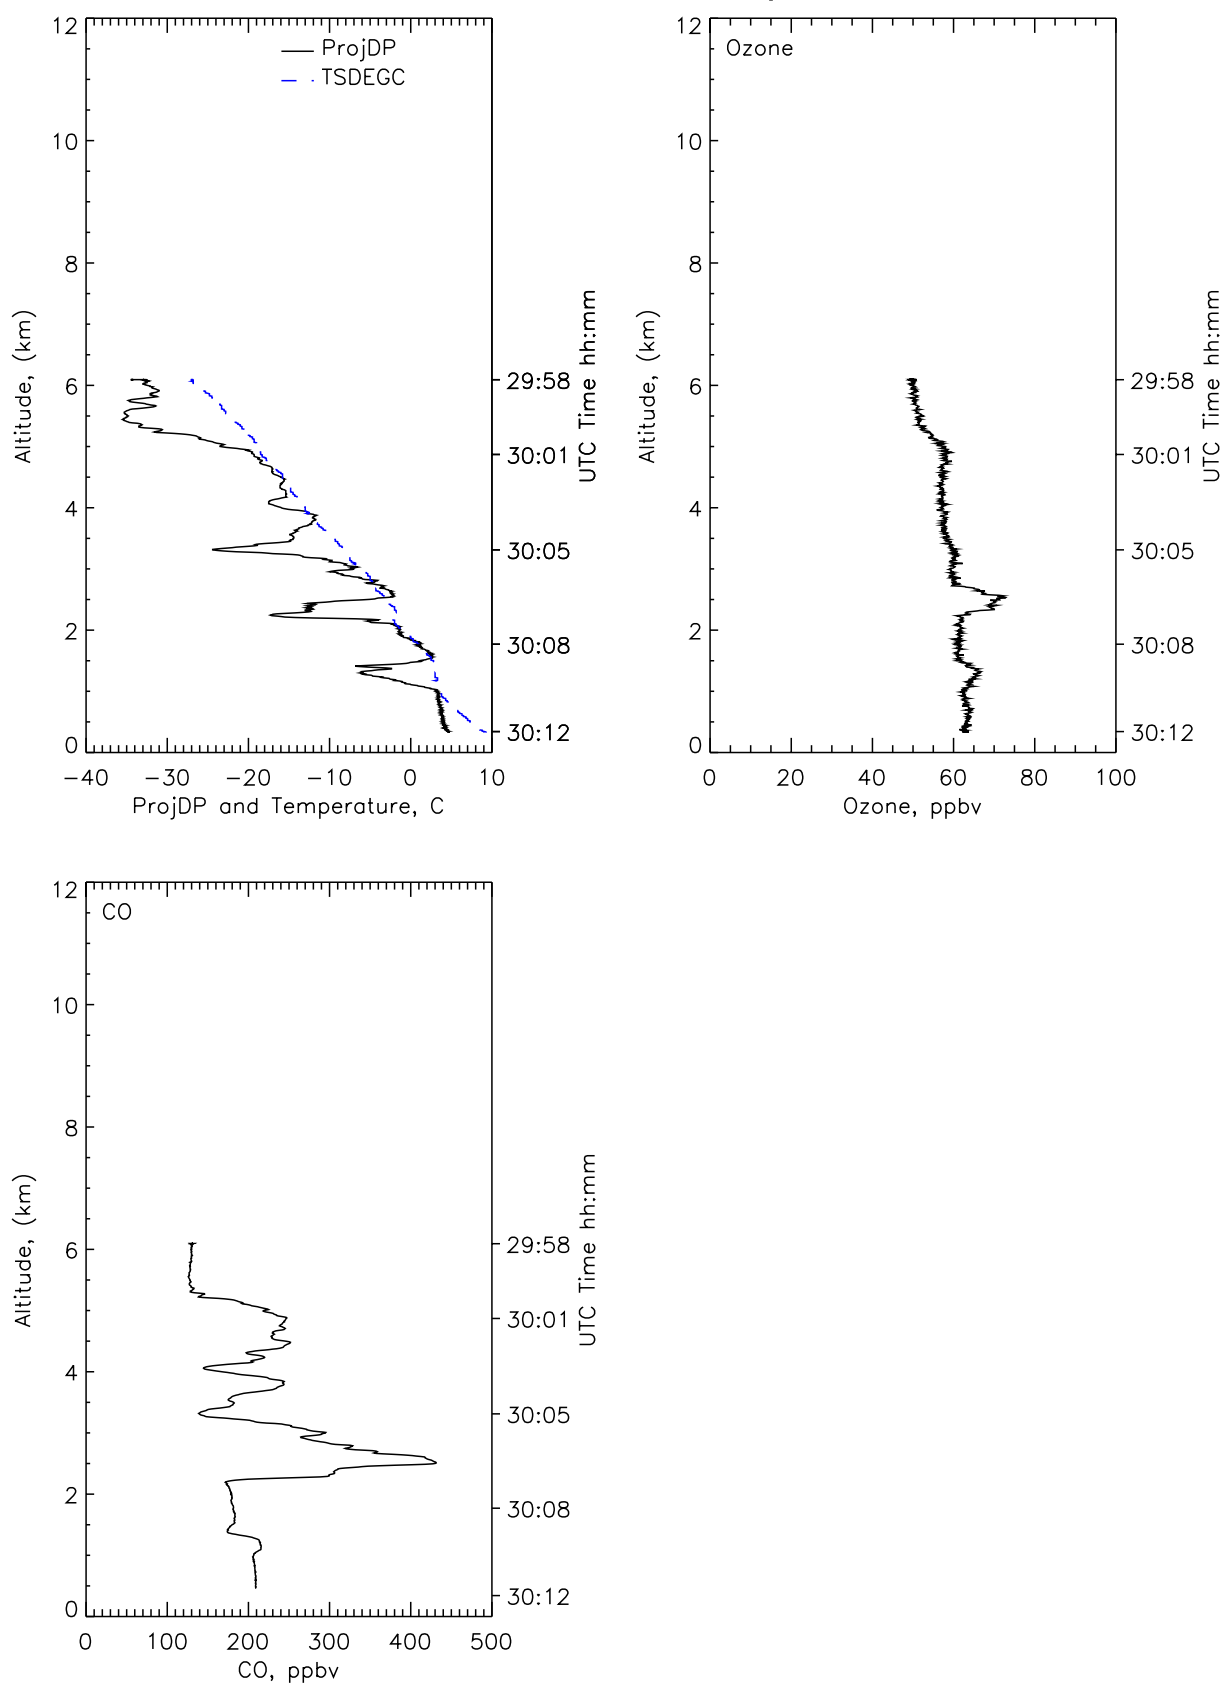 ProjDP
TSDEGC
12
10
8
6
4
2
0
Altitude, (km)
-40 -30 -20 -10 0 10
ProjDP and Temperature, C
29:58
30:01
30:05
30:08
30:12
UTC Time hh:mm
Ozone
12
10
8
6
4
2
0
Altitude, (km)
0 20 40 60 80 100
Ozone, ppbv
29:58
30:01
30:05
30:08
30:12
UTC Time hh:mm
CO
12
10
8
6
4
2
0
Altitude, (km)
0 100 200 300 400 500
CO, ppbv
29:58
30:01
30:05
30:08
30:12
UTC Time hh:mm